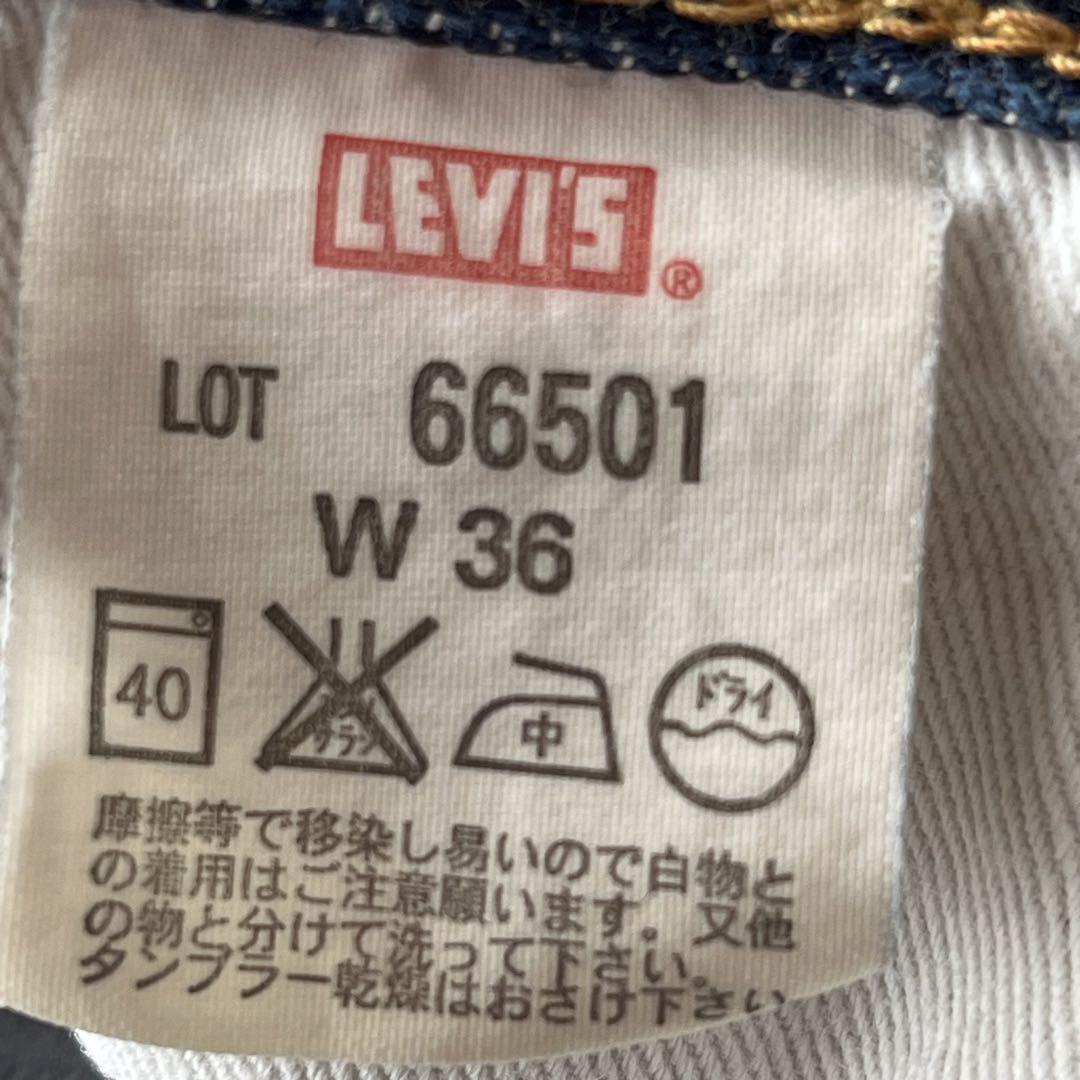 LEVI'S ®
LOT 66501
W 36
40 サラシ 中 ドライ
摩擦等で移染し易いので白物と
の着用はご注意願います。又他
の物と分けて洗って下さい。
タンブラー乾燥はおさけ下さい